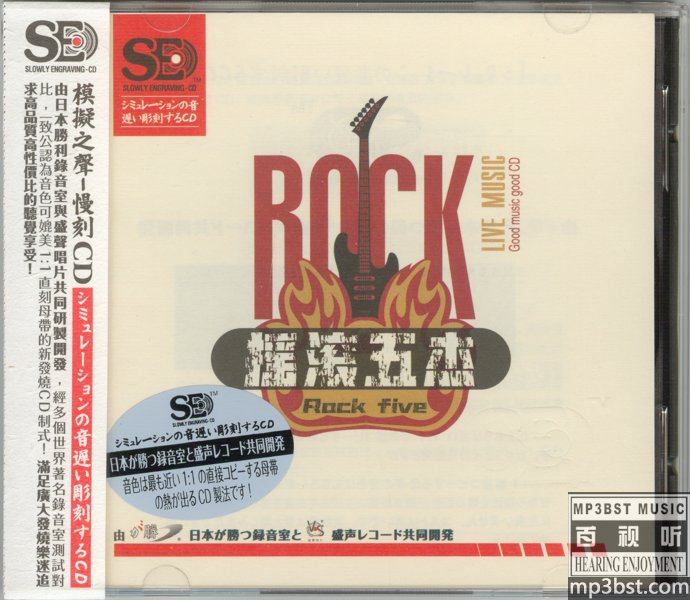 SE
SLOWLY ENGRAVING-CD
模擬之聲-慢刻CD
シミュレーションの音遅い彫刻するCD
由日本勝利錄音室與盛聲唱片共同研製開發，經多個世界著名錄音室測試對
比，一致公認為音色可媲美1:1直刻母帶的新發燒CD制式！滿足廣大發燒樂迷追
求高品質高性價比的聽覺享受！
SE TM
SLOWLY ENGRAVING-CD
シミュレーションの音
遅い彫刻するCD
ROCK
LIVE MUSIC
Good music good CD
摇滚五杰
Rock five
SE TM
SLOWLY ENGRAVING-CD
シミュレーションの音遅い彫刻するCD
日本が勝つ録音室と盛声レコード共同開発
音色は最も近い1:1の直接コピーする母帯
の熱が出るCD製法です！
由 が勝 日本が勝つ録音室と 盛声レコード共同開発
MP3BST MUSIC
百视听
HEARING ENJOYMENT
mp3bst.com